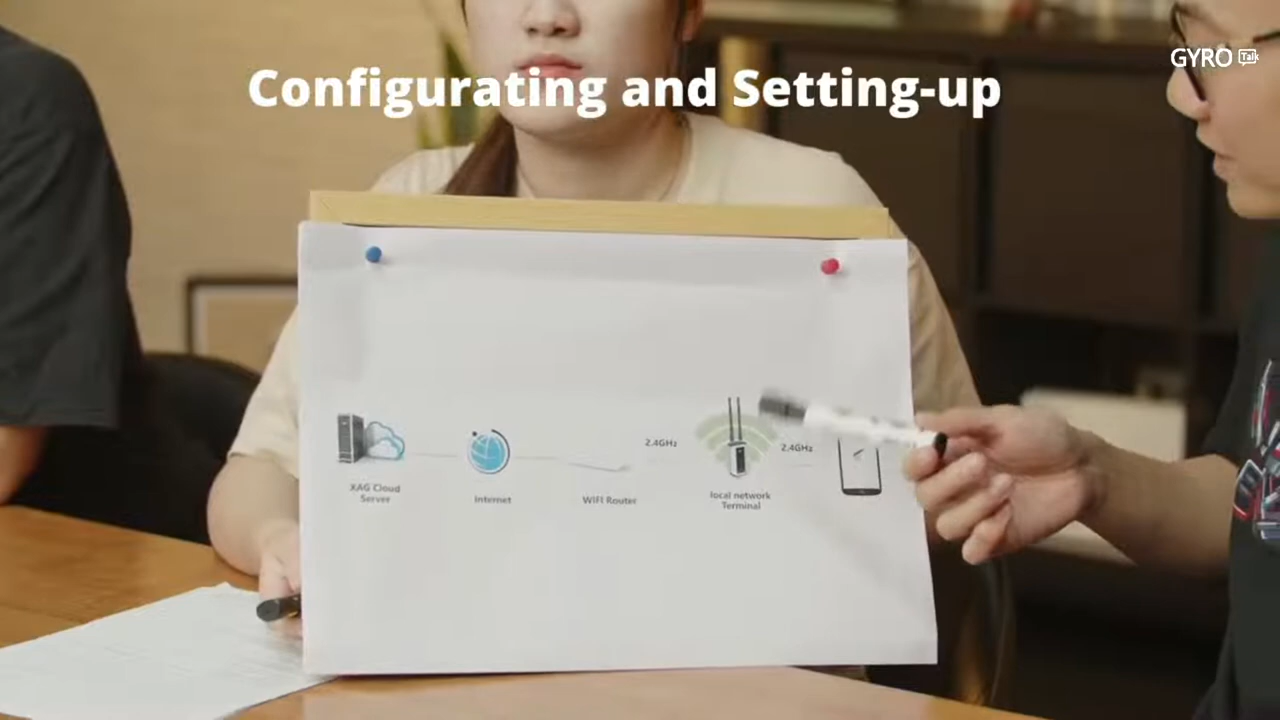 Configurating and Setting-up
GYRO Talk
2.4GHz
2.4GHz
XAG Cloud
Server
Internet
WIFI Router
local network
Terminal